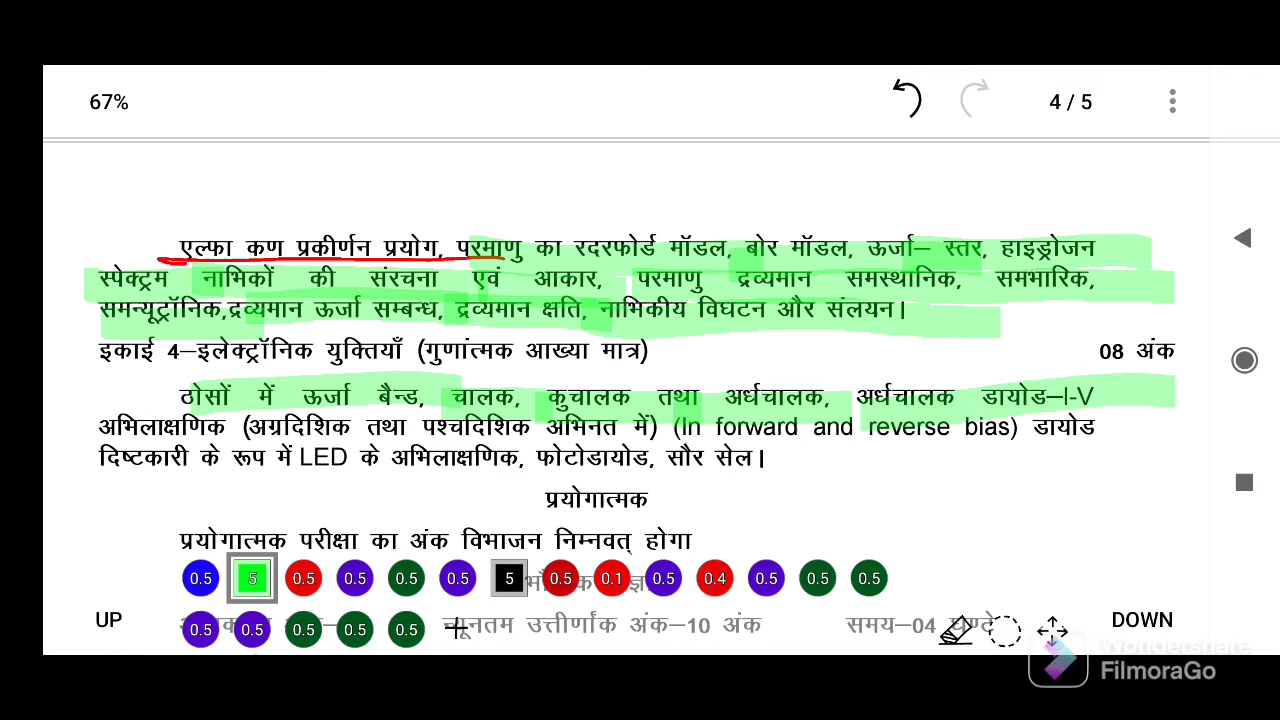 67%
4 / 5
एल्फा कण प्रकीर्णन प्रयोग, परमाणु का रदरफोर्ड मॉडल, बोर मॉडल, ऊर्जा– स्तर, हाइड्रोजन
स्पेक्ट्रम नाभिकों की संरचना एवं आकार, परमाणु द्रव्यमान समस्थानिक, समभारिक,
समन्यूट्रॉनिक,द्रव्यमान ऊर्जा सम्बन्ध, द्रव्यमान क्षति, नाभिकीय विघटन और संलयन।
इकाई 4–इलेक्ट्रॉनिक युक्तियाँ (गुणांत्मक आख्या मात्र) 08 अंक
ठोसों में ऊर्जा बैन्ड, चालक, कुचालक तथा अर्धचालक, अर्धचालक डायोड–I-V
अभिलाक्षणिक (अग्रदिशिक तथा पश्चदिशिक अभिनत में) (In forward and reverse bias) डायोड
दिष्टकारी के रूप में LED के अभिलाक्षणिक, फोटोडायोड, सौर सेल।
प्रयोगात्मक
प्रयोगात्मक परीक्षा का अंक विभाजन निम्नवत् होगा
0.5 5 0.5 0.5 0.5 0.5 5 0.5 0.1 0.5 0.4 0.5 0.5 0.5
UP 0.5 0.5 0.5 0.5 0.5 न्यूनतम उत्तीर्णांक अंक–10 अंक समय–04 घण्टे DOWN
Wondershare
FilmoraGo